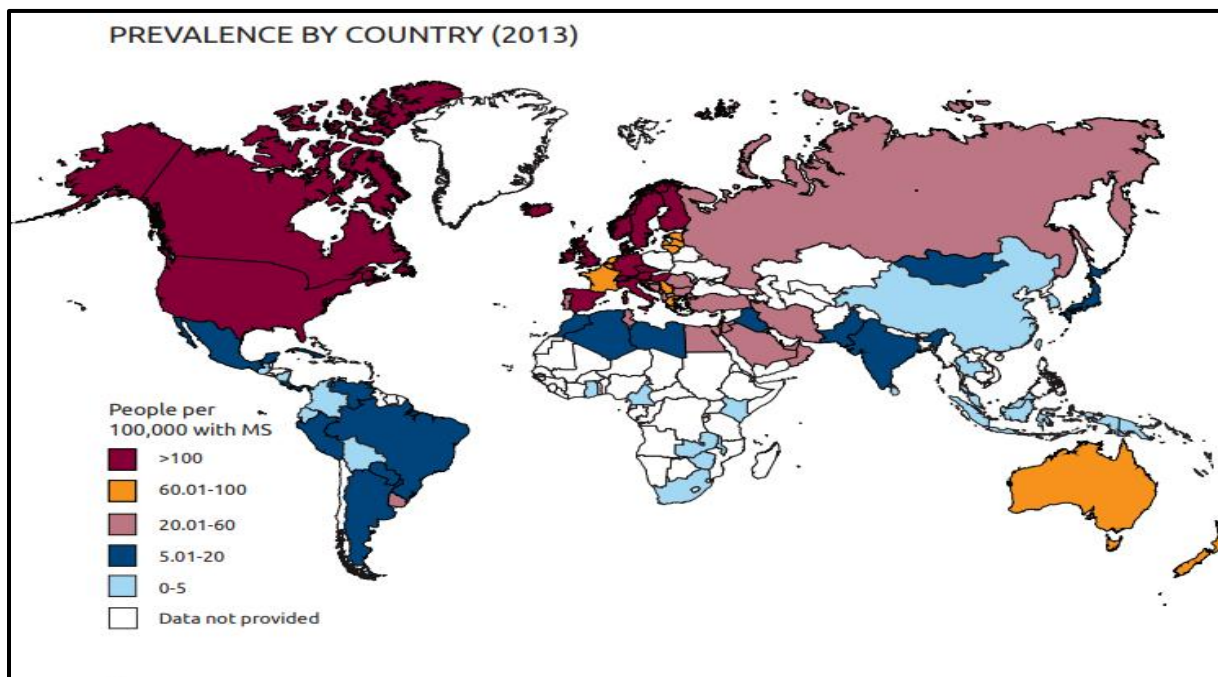 PREVALENCE BY COUNTRY (2013)
People per
100,000 with MS
>100
60.01-100
20.01-60
5.01-20
0-5
Data not provided